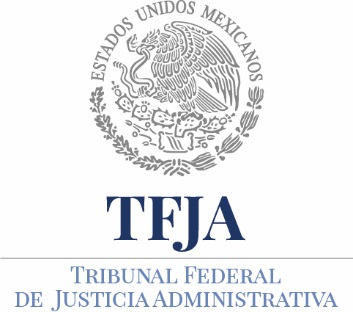 ESTADOS UNIDOS MEXICANOS
TFJA
TRIBUNAL FEDERAL
DE JUSTICIA ADMINISTRATIVA